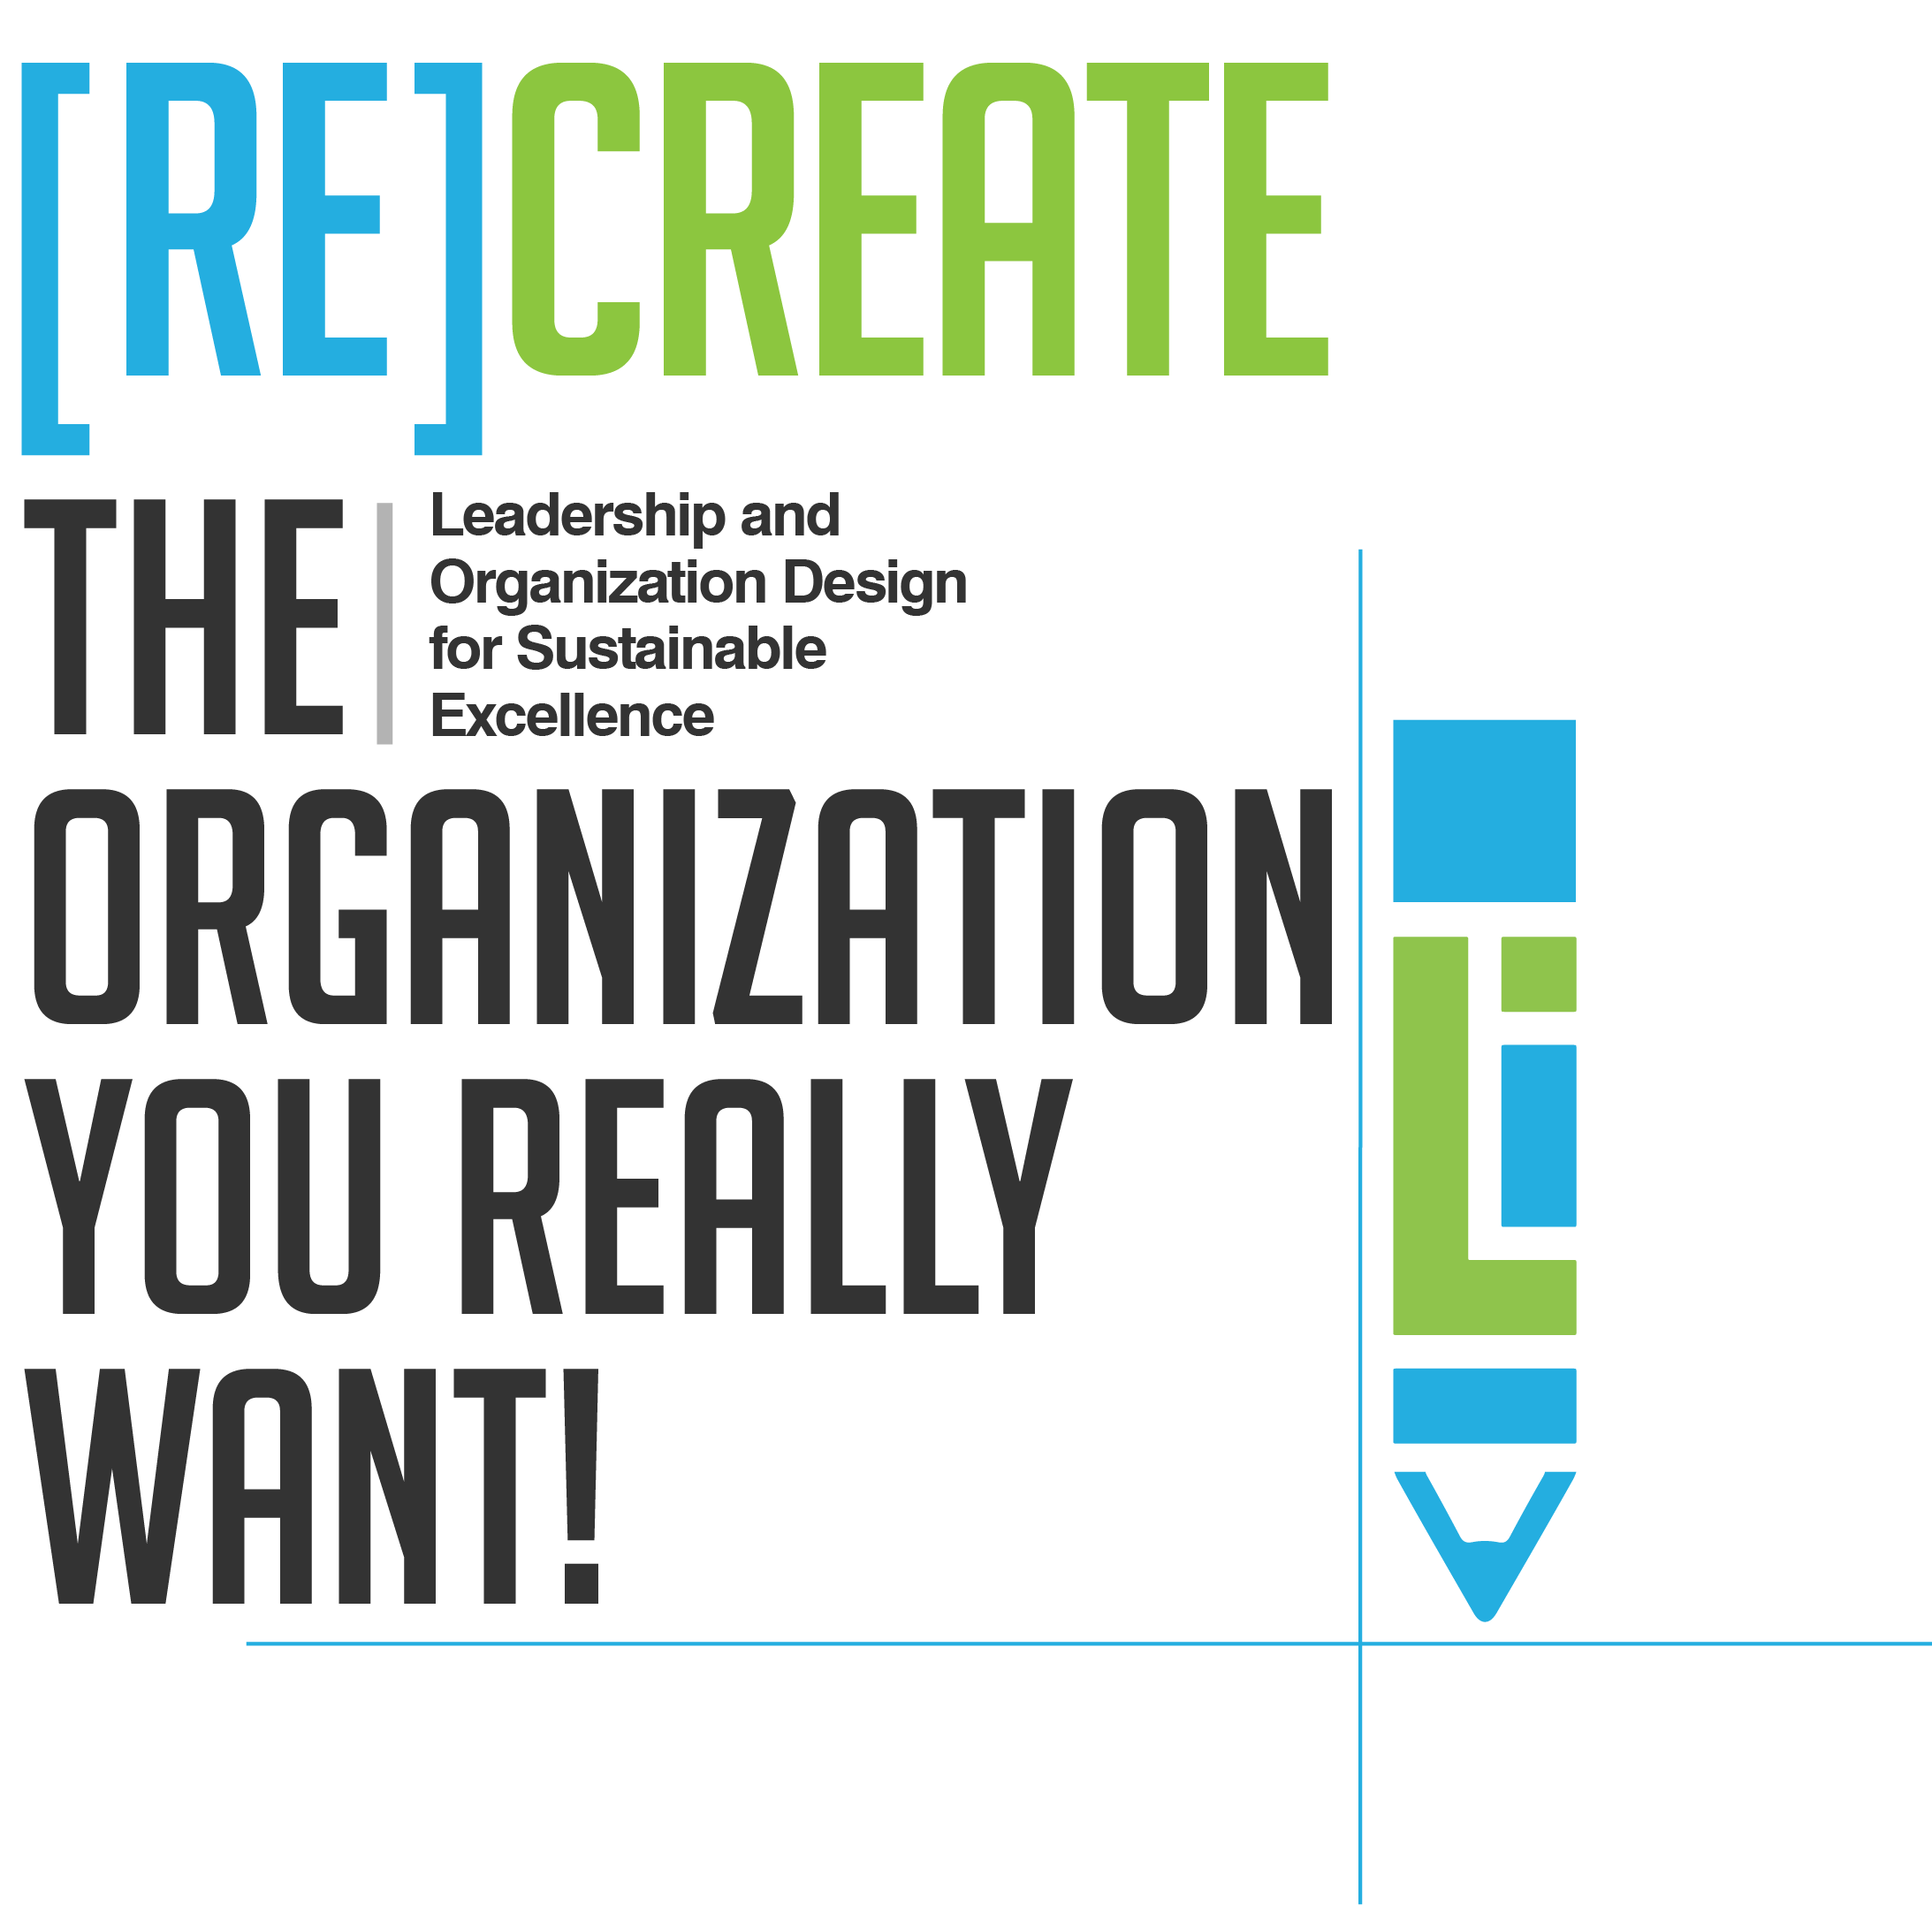 [RE]CREATE
THE
Leadership and
Organization Design
for Sustainable
Excellence
ORGANIZATION
YOU REALLY
WANT!